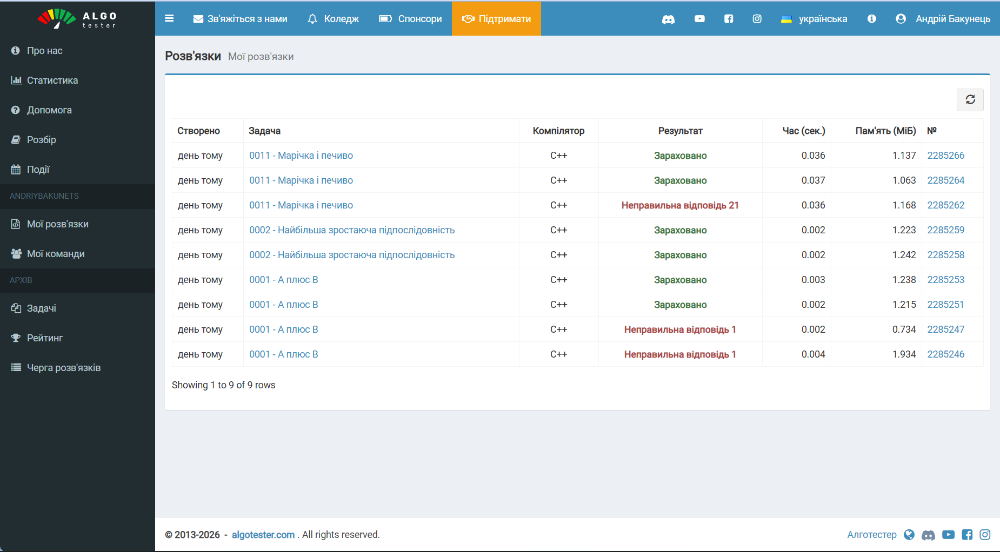 ALGO
tester
Зв'яжіться з нами
Коледж
Спонсори
Підтримати
українська
Андрій Бакунець
Про нас
Статистика
Допомога
Розбір
Події
ANDRIYBAKUNETS
Мої розв'язки
Мої команди
АРХІВ
Задачі
Рейтинг
Черга розв'язків
Розв'язки Мої розв'язки
Створено Задача Компілятор Результат Час (сек.) Пам'ять (МіБ) №
день тому 0011 - Марічка і печиво C++ Зараховано 0.036 1.137 2285266
день тому 0011 - Марічка і печиво C++ Зараховано 0.037 1.063 2285264
день тому 0011 - Марічка і печиво C++ Неправильна відповідь 21 0.036 1.168 2285262
день тому 0002 - Найбільша зростаюча підпослідовність C++ Зараховано 0.002 1.223 2285259
день тому 0002 - Найбільша зростаюча підпослідовність C++ Зараховано 0.002 1.242 2285258
день тому 0001 - А плюс B C++ Зараховано 0.003 1.238 2285253
день тому 0001 - А плюс B C++ Зараховано 0.002 1.215 2285251
день тому 0001 - А плюс B C++ Неправильна відповідь 1 0.002 0.734 2285247
день тому 0001 - А плюс B C++ Неправильна відповідь 1 0.004 1.934 2285246
Showing 1 to 9 of 9 rows
© 2013-2026 - algotester.com . All rights reserved.
Алготестер